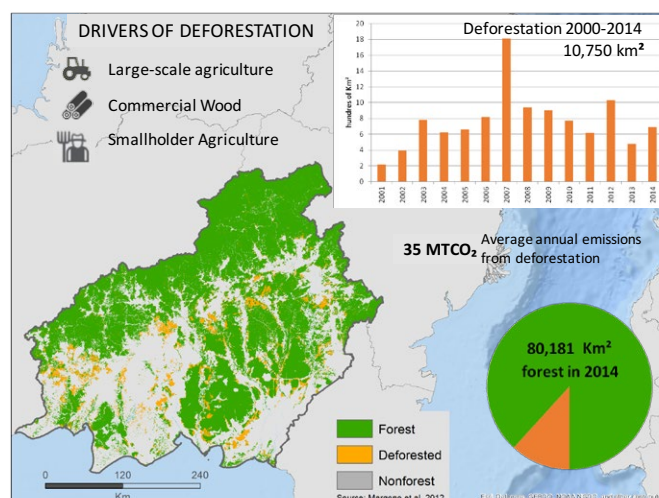 DRIVERS OF DEFORESTATION
Large-scale agriculture
Commercial Wood
Smallholder Agriculture
Deforestation 2000-2014
10,750 km²
hundres of Km²
20
18
16
14
12
10
8
6
4
2
0
2001 2002 2003 2004 2005 2006 2007 2008 2009 2010 2011 2012 2013 2014
35 MTCO₂ Average annual emissions
from deforestation
80,181 Km²
forest in 2014
Forest
Deforested
Nonforest
0 60 120 240
Km